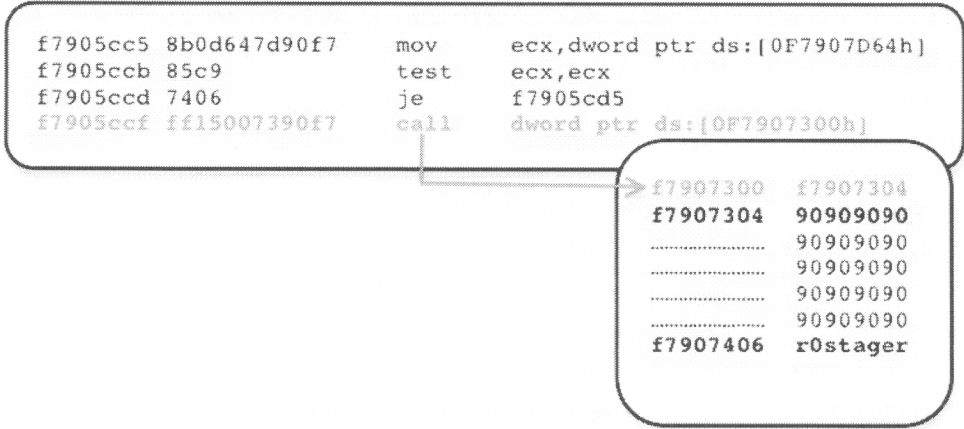 f7905cc5 8b0d647d90f7 mov ecx,dword ptr ds:[0F7907D64h]
f7905ccb 85c9 test ecx,ecx
f7905ccd 7406 je f7905cd5
f7905ccf ff15007390f7 call dword ptr ds:[0F7907300h]
f7907300 f7907304
f7907304 90909090
........................ 90909090
........................ 90909090
........................ 90909090
........................ 90909090
f7907406 r0stager